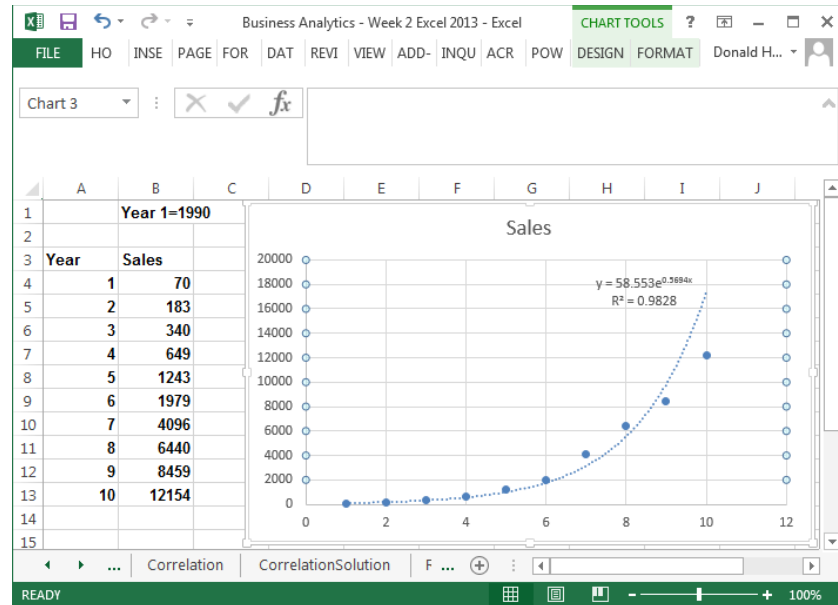 Business Analytics - Week 2 Excel 2013 - Excel CHART TOOLS ?
FILE HO INSE PAGE FOR DAT REVI VIEW ADD- INQU ACR POW DESIGN FORMAT Donald H...
Chart 3 fx
A B C D E F G H I J
1 Year 1=1990
2
3 Year Sales
4 1 70
5 2 183
6 3 340
7 4 649
8 5 1243
9 6 1979
10 7 4096
11 8 6440
12 9 8459
13 10 12154
14
15
Sales
20000
18000
16000
14000
12000
10000
8000
6000
4000
2000
0
y = 58.553e^0.5694x
R² = 0.9828
0 2 4 6 8 10 12
... Correlation CorrelationSolution F ...
READY 100%